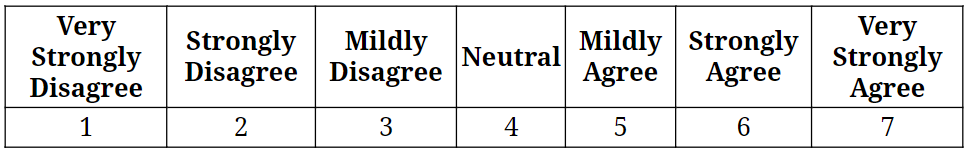 Very Strongly Disagree
Strongly Disagree
Mildly Disagree
Neutral
Mildly Agree
Strongly Agree
Very Strongly Agree
1 2 3 4 5 6 7